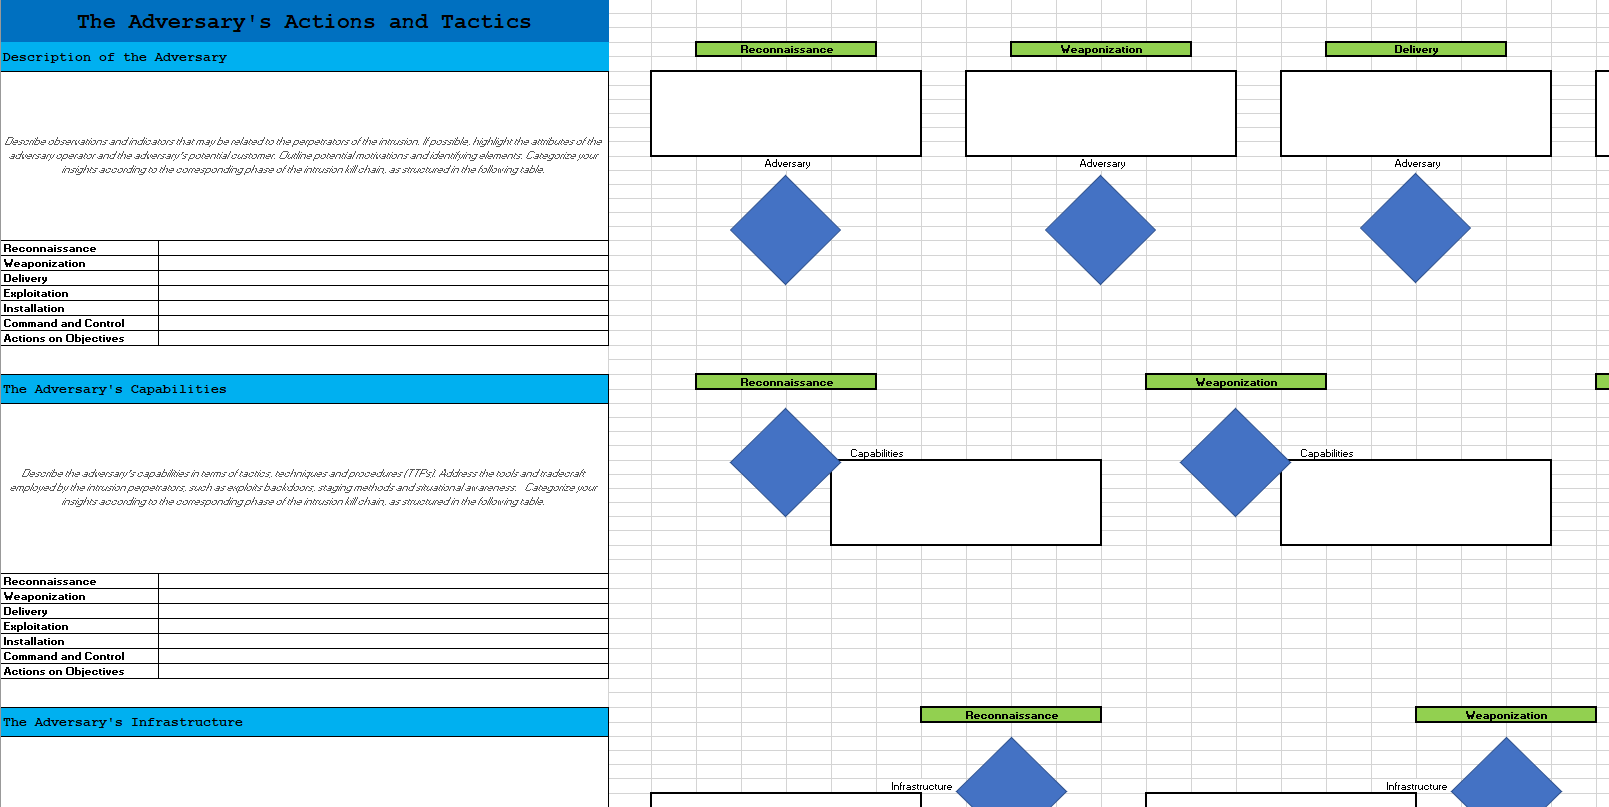 The Adversary's Actions and Tactics
Description of the Adversary
Describe observations and indicators that may be related to the perpetrators of the intrusion. If possible, highlight the attributes of the
adversary operator and the adversary's potential customer. Outline potential motivations and identifying elements. Categorize your
insights according to the corresponding phase of the intrusion kill chain, as structured in the following table.
Reconnaissance
Weaponization
Delivery
Exploitation
Installation
Command and Control
Actions on Objectives
Reconnaissance
Weaponization
Delivery
Adversary
Adversary
Adversary
The Adversary's Capabilities
Describe the adversary's capabilities in terms of tactics, techniques and procedures (TTPs). Address the tools and tradecraft
employed by the intrusion perpetrators, such as exploits backdoors, staging methods and situational awareness. Categorize your
insights according to the corresponding phase of the intrusion kill chain, as structured in the following table.
Reconnaissance
Weaponization
Delivery
Exploitation
Installation
Command and Control
Actions on Objectives
Reconnaissance
Weaponization
Capabilities
Capabilities
The Adversary's Infrastructure
Reconnaissance
Weaponization
Infrastructure
Infrastructure